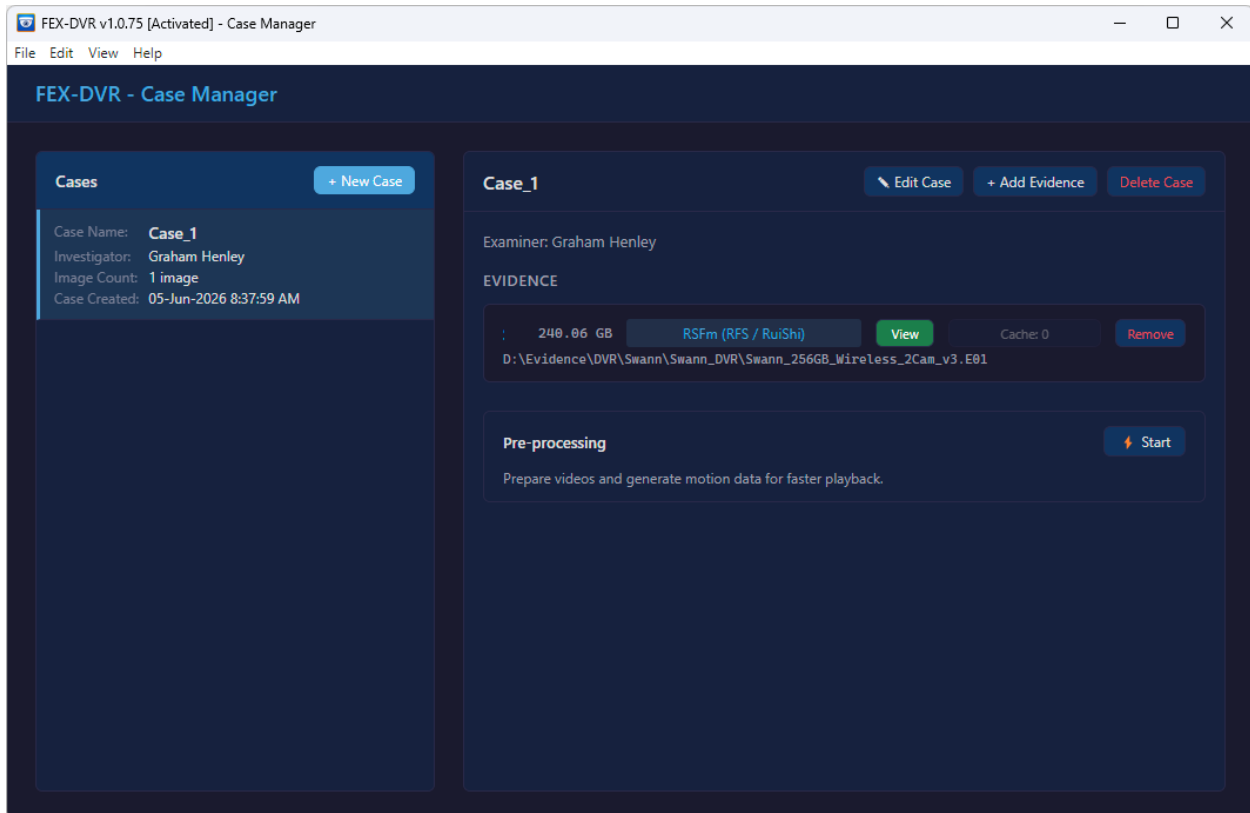 FEX-DVR v1.0.75 [Activated] - Case Manager
File Edit View Help
FEX-DVR - Case Manager
Cases
+ New Case
Case Name: Case_1
Investigator: Graham Henley
Image Count: 1 image
Case Created: 05-Jun-2026 8:37:59 AM
Case_1
Edit Case
+ Add Evidence
Delete Case
Examiner: Graham Henley
EVIDENCE
240.06 GB
RSFm (RFS / RuiShi)
View
Cache: 0
Remove
D:\Evidence\DVR\Swann\Swann_DVR\Swann_256GB_Wireless_2Cam_v3.E01
Pre-processing
Start
Prepare videos and generate motion data for faster playback.